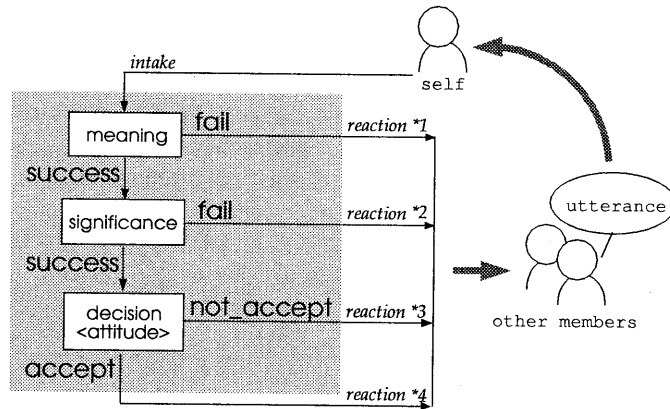 intake
self
meaning
fail
reaction *1
success
utterance
significance
fail
reaction *2
success
decision
<attitude>
not_accept
reaction *3
other members
accept
reaction *4